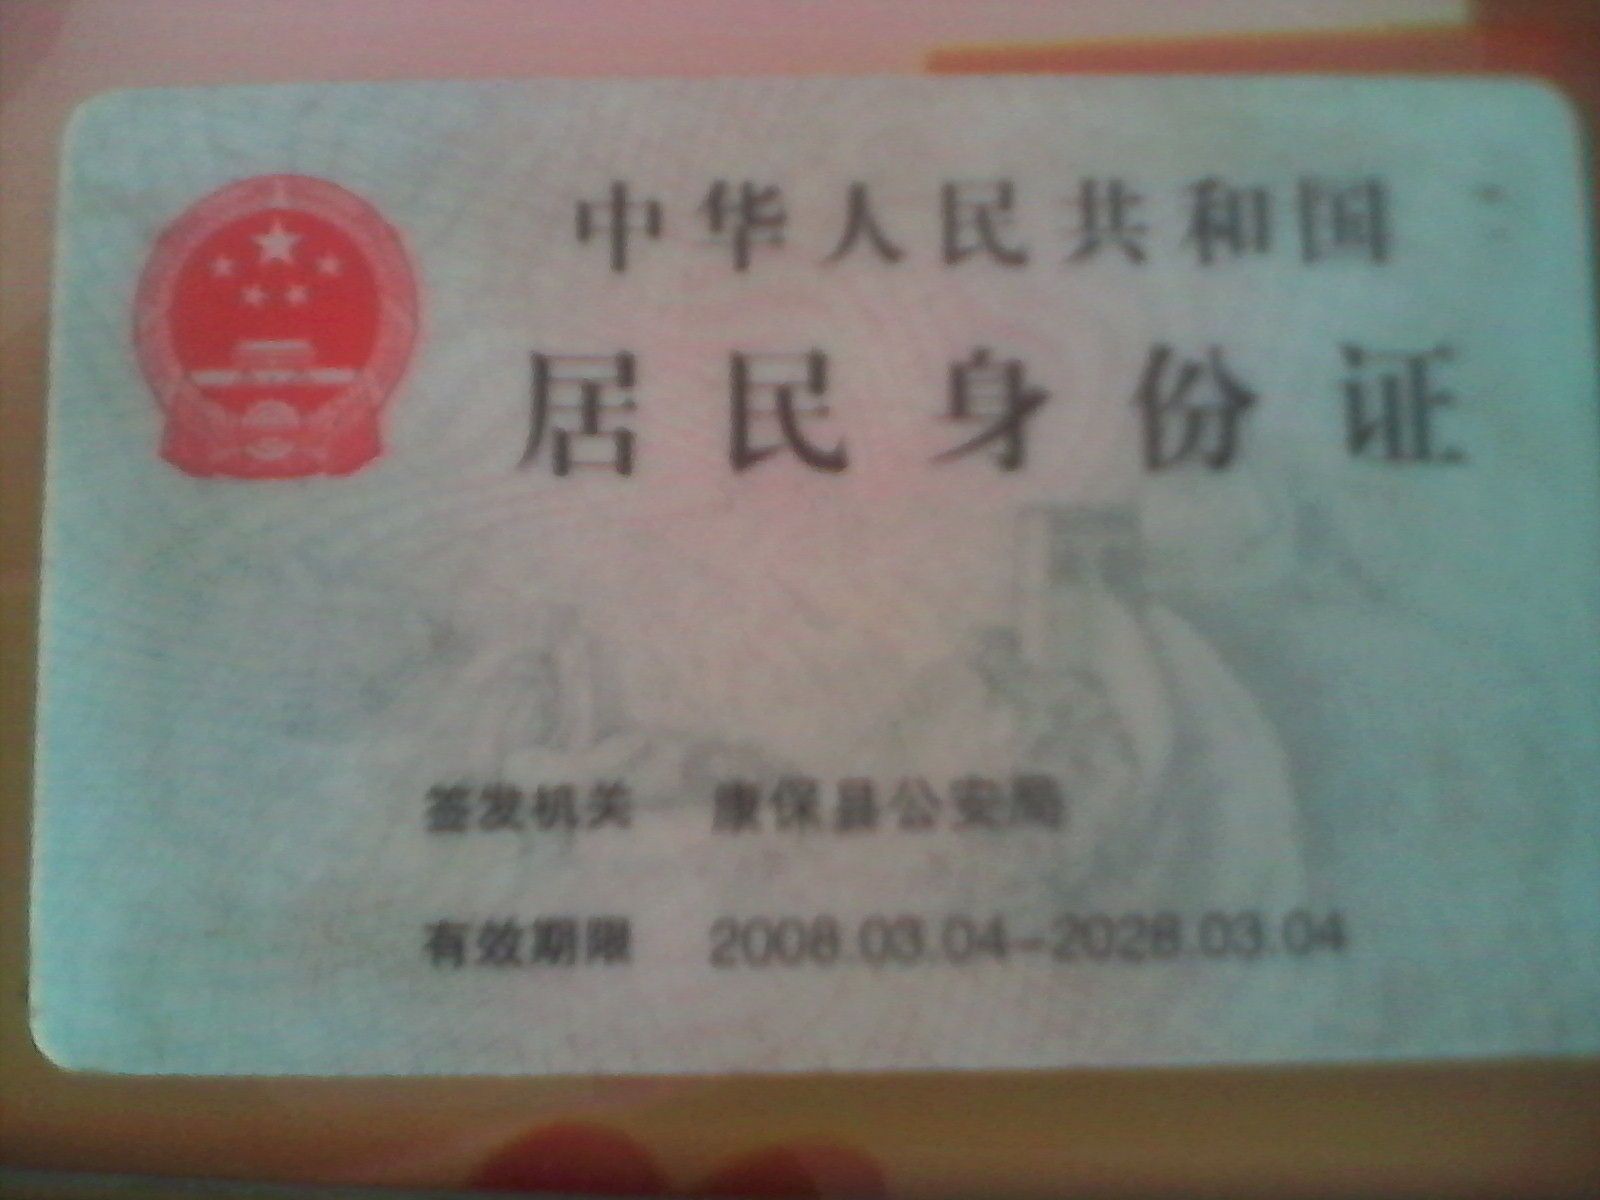 中华人民共和国
居民身份证
签发机关 康保县公安局
有效期限 2008.03.04-2028.03.04